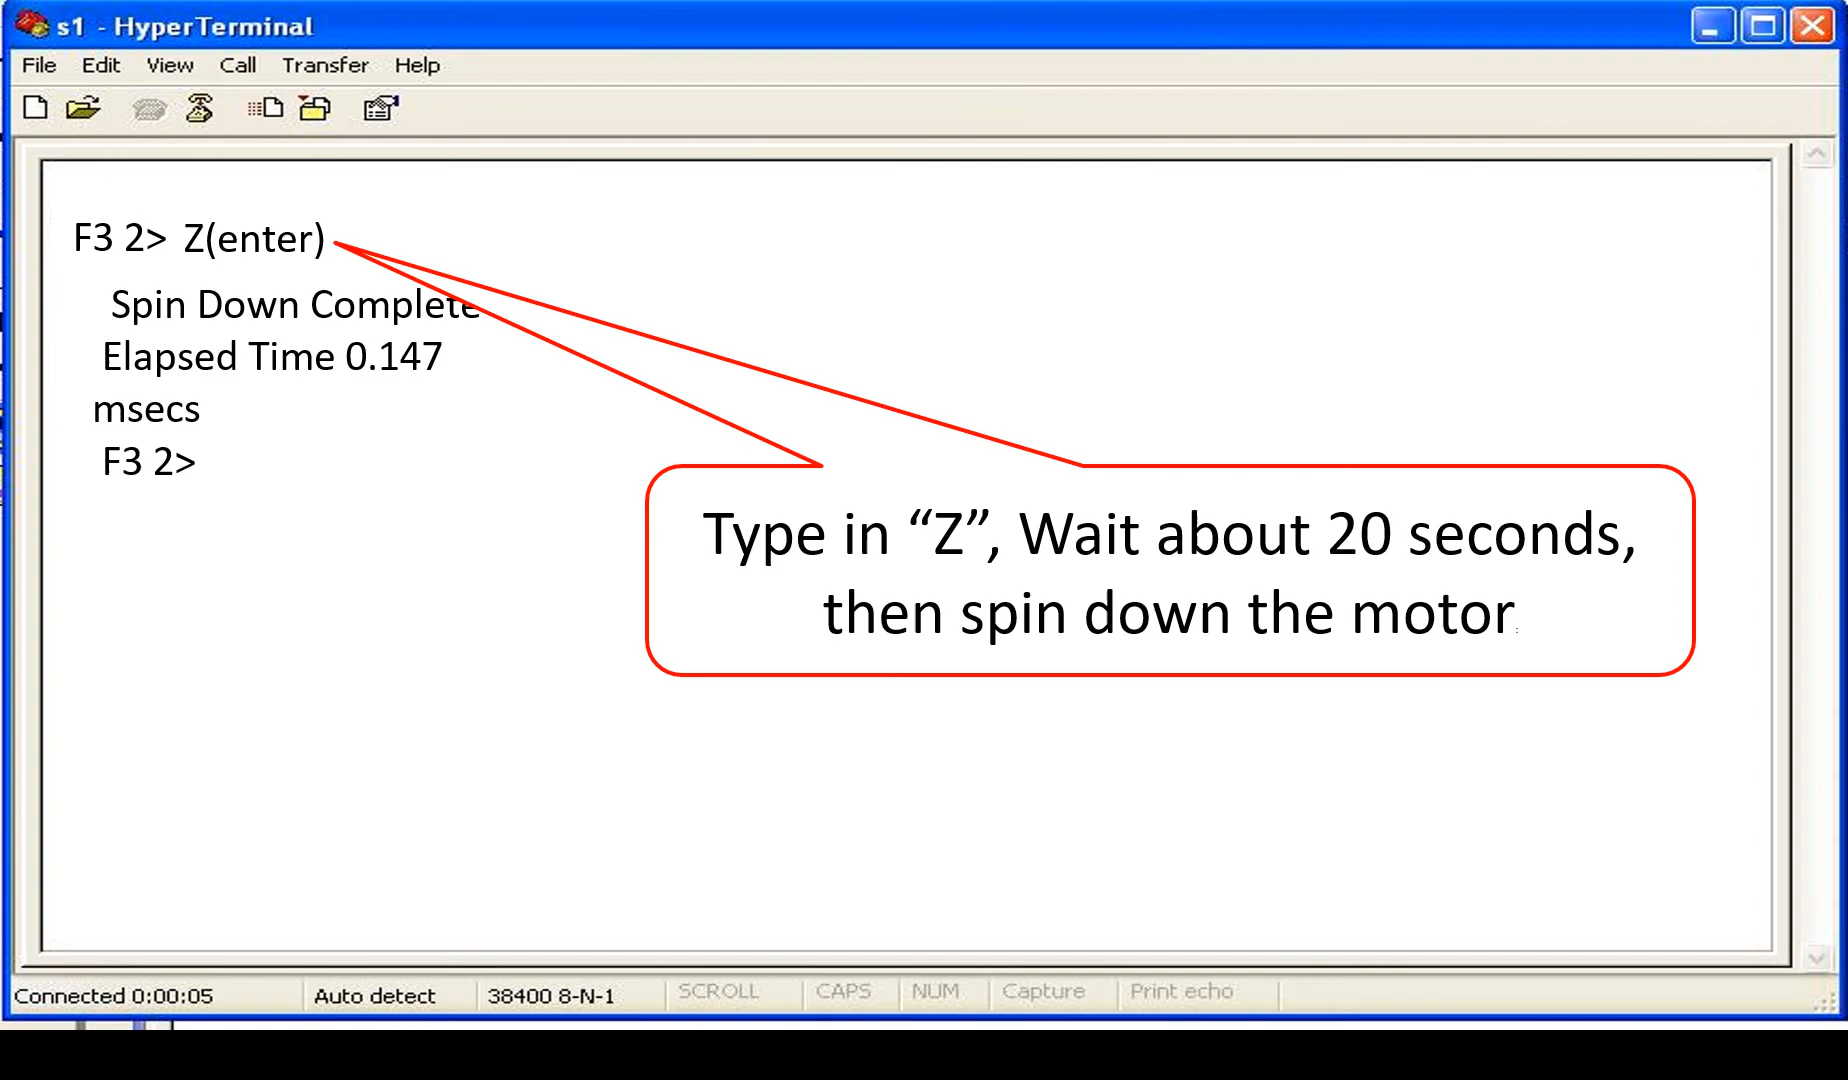 s1 - HyperTerminal
File Edit View Call Transfer Help
F3 2> Z(enter)
Spin Down Complete
Elapsed Time 0.147
msecs
F3 2>
Type in “Z”, Wait about 20 seconds,
then spin down the motor
Connected 0:00:05 Auto detect 38400 8-N-1 SCROLL CAPS NUM Capture Print echo